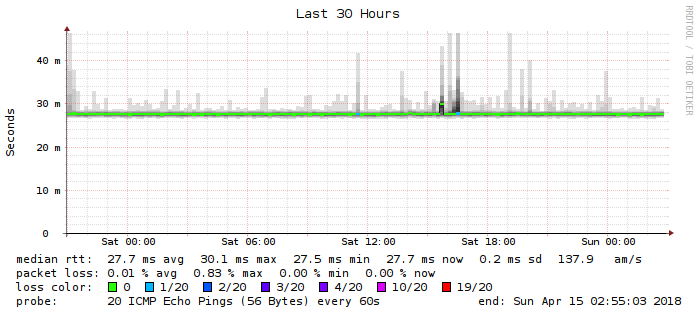 Last 30 Hours
RRDTOOL / TOBI OETIKER
Seconds
40 m
30 m
20 m
10 m
0
Sat 00:00 Sat 06:00 Sat 12:00 Sat 18:00 Sun 00:00
median rtt: 27.7 ms avg 30.1 ms max 27.5 ms min 27.7 ms now 0.2 ms sd 137.9 am/s
packet loss: 0.01 % avg 0.83 % max 0.00 % min 0.00 % now
loss color: 0 1/20 2/20 3/20 4/20 10/20 19/20
probe: 20 ICMP Echo Pings (56 Bytes) every 60s end: Sun Apr 15 02:55:03 2018